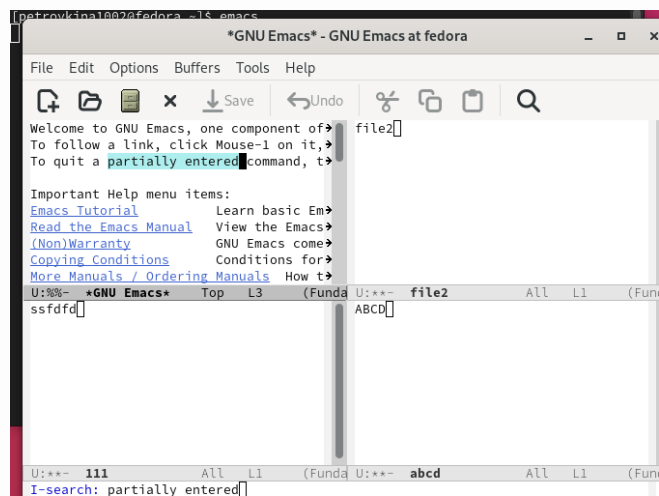 [petrovkina1002@fedora ~]$ emacs
*GNU Emacs* - GNU Emacs at fedora
File Edit Options Buffers Tools Help
Save Undo
Welcome to GNU Emacs, one component of
To follow a link, click Mouse-1 on it,
To quit a partially entered command, t
Important Help menu items:
Emacs Tutorial Learn basic Em
Read the Emacs Manual View the Emacs
(Non)Warranty GNU Emacs come
Copying Conditions Conditions for
More Manuals / Ordering Manuals How t
U:%%- *GNU Emacs* Top L3 (Funda
file2
U:**- file2 All L1 (Fun
ssfdfd
U:**- 111 All L1 (Funda
ABCD
U:**- abcd All L1 (Fun
I-search: partially entered